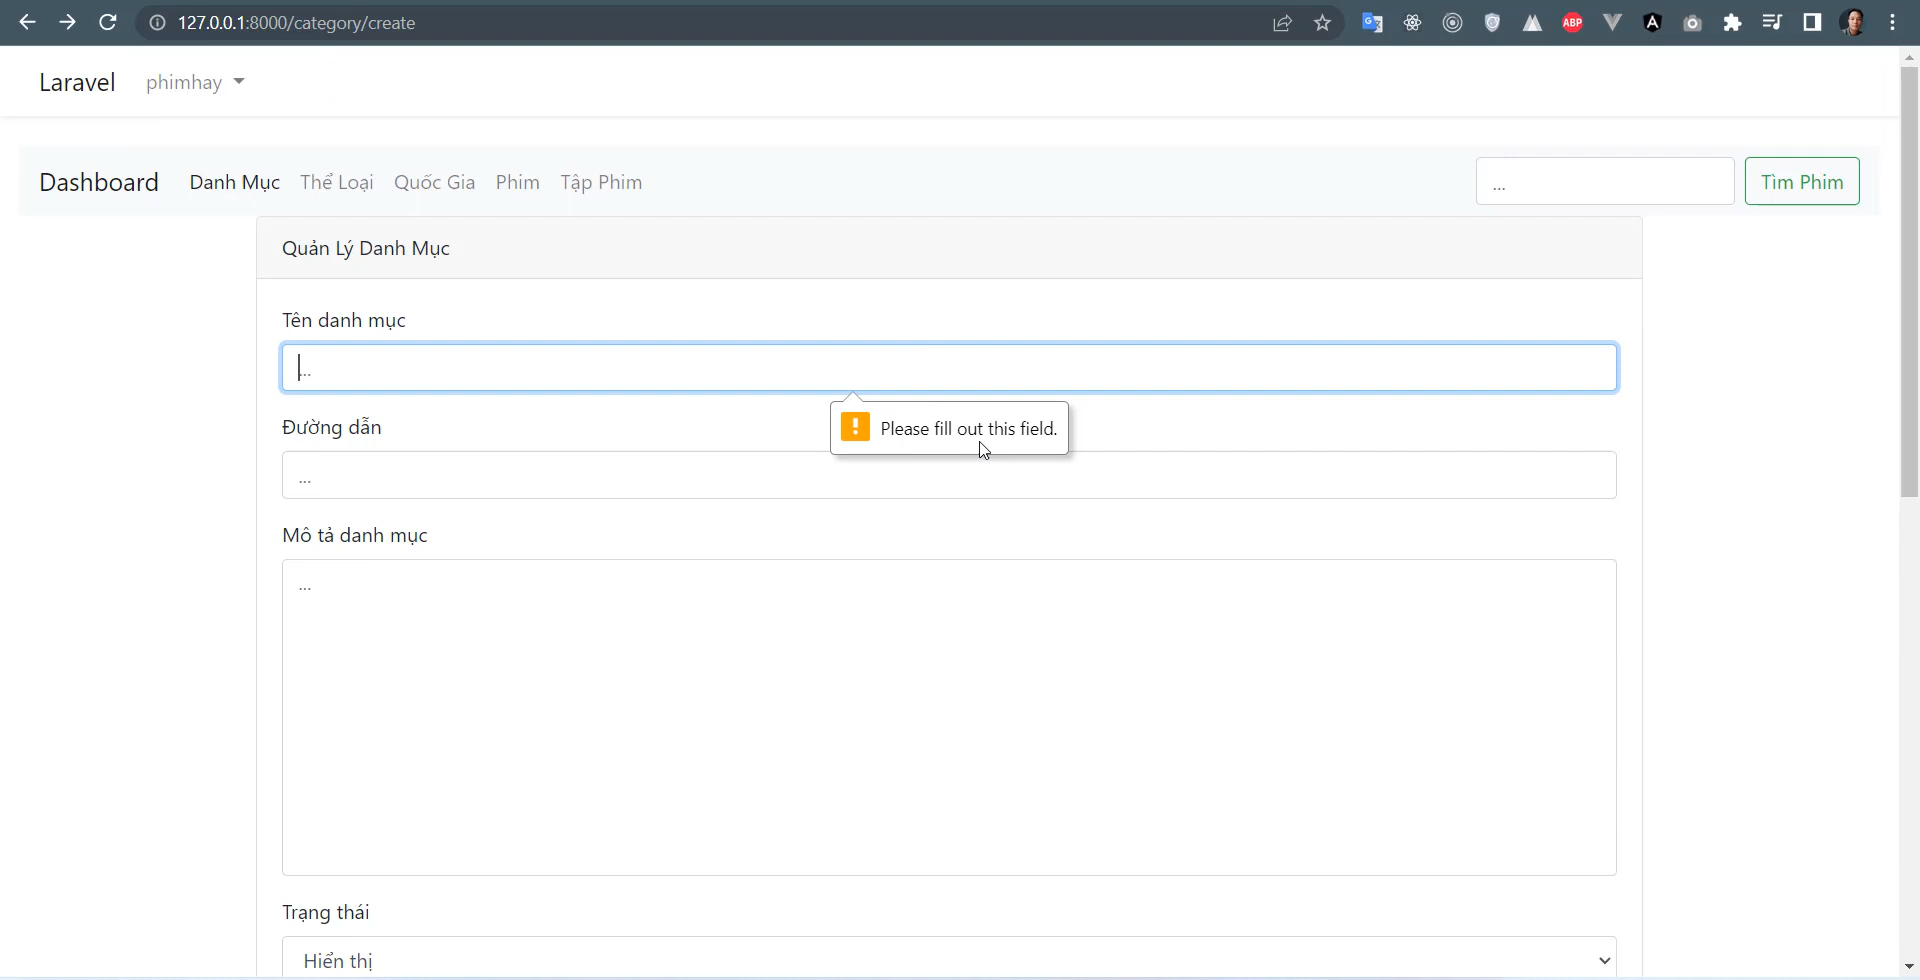 127.0.0.1:8000/category/create
ABP
Laravel phimhay
Dashboard Danh Mục Thể Loại Quốc Gia Phim Tập Phim ... Tìm Phim
Quản Lý Danh Mục
Tên danh mục
...
Please fill out this field.
Đường dẫn
...
Mô tả danh mục
...
Trạng thái
Hiển thị